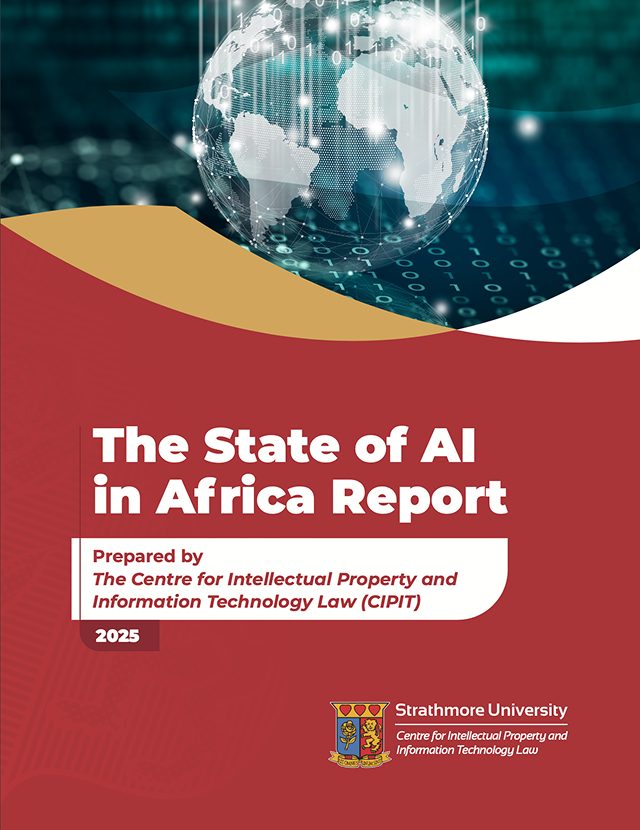 The State of AI
in Africa Report
Prepared by
The Centre for Intellectual Property and
Information Technology Law (CIPIT)
2025
Strathmore University
Centre for Intellectual Property and
Information Technology Law